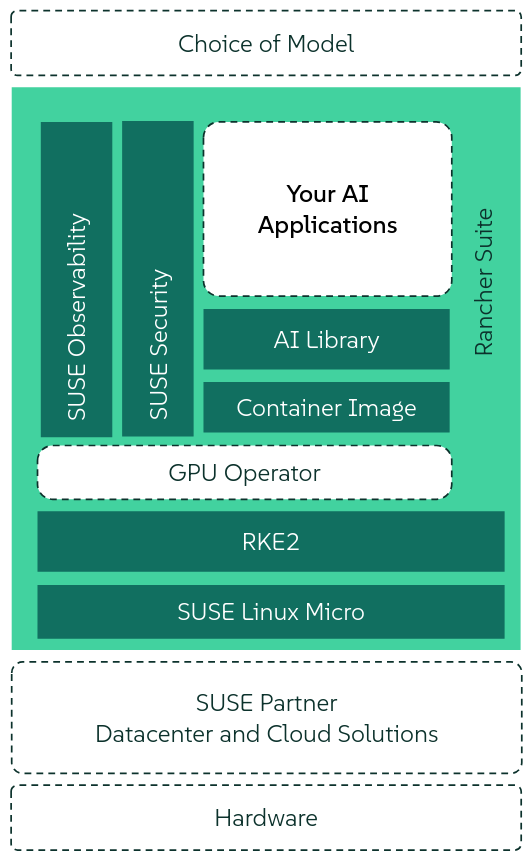 Choice of Model
SUSE Observability
SUSE Security
Your AI
Applications
Rancher Suite
AI Library
Container Image
GPU Operator
RKE2
SUSE Linux Micro
SUSE Partner
Datacenter and Cloud Solutions
Hardware